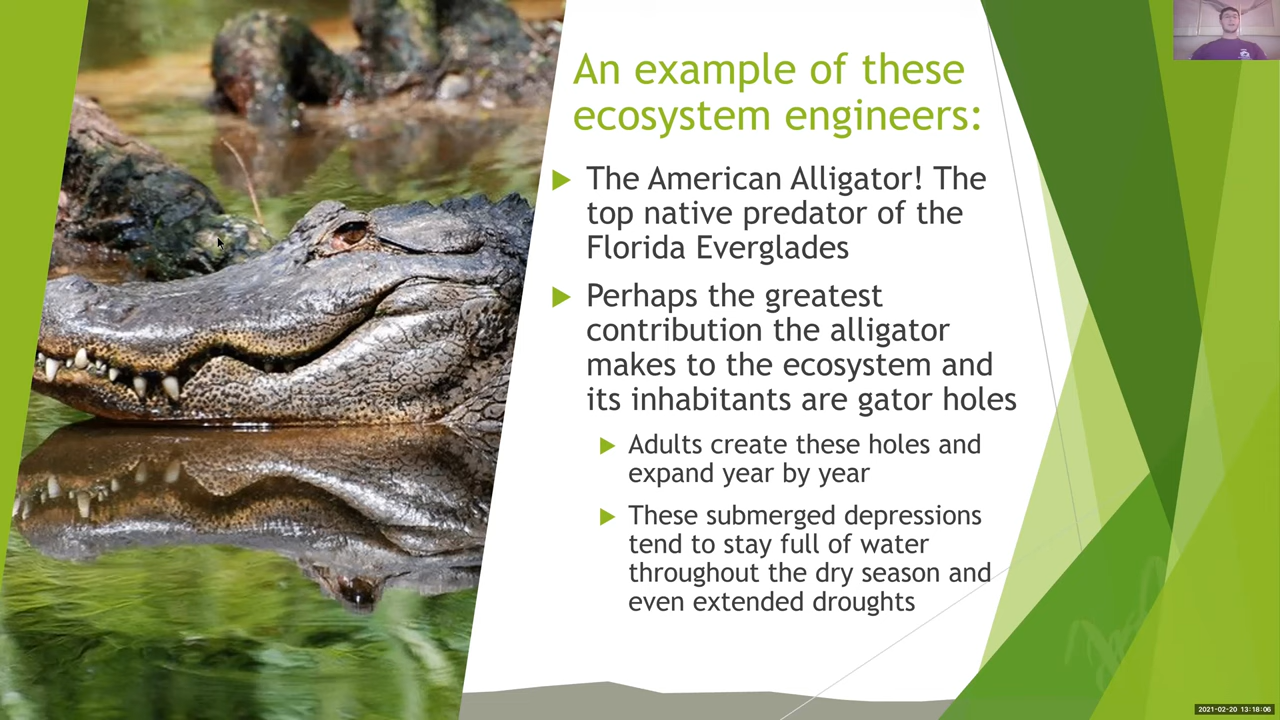 An example of these
ecosystem engineers:
The American Alligator! The
top native predator of the
Florida Everglades
Perhaps the greatest
contribution the alligator
makes to the ecosystem and
its inhabitants are gator holes
Adults create these holes and
expand year by year
These submerged depressions
tend to stay full of water
throughout the dry season and
even extended droughts
2021-02-20 13:18:06